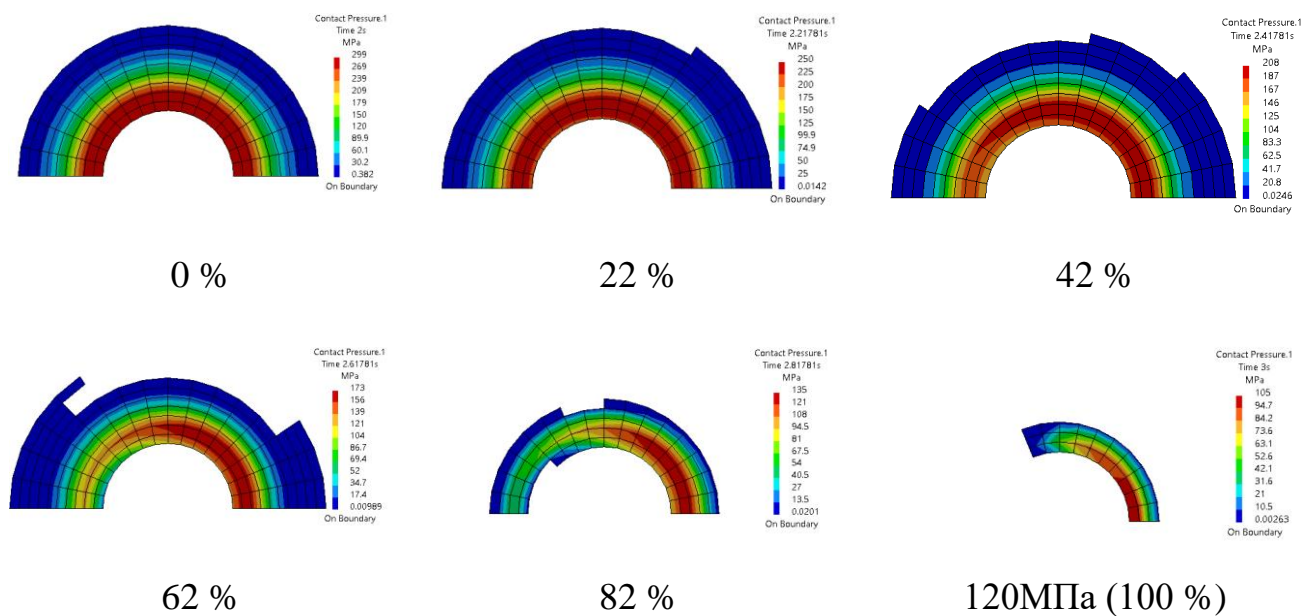 Contact Pressure.1
Time 2s
MPa
299
269
239
209
179
150
120
89.9
60.1
30.2
0.382
On Boundary
0 %
Contact Pressure.1
Time 2.21781s
MPa
250
225
200
175
150
125
99.9
74.9
50
25
0.0142
On Boundary
22 %
Contact Pressure.1
Time 2.41781s
MPa
208
187
167
146
125
104
83.3
62.5
41.7
20.8
0.0246
On Boundary
42 %
Contact Pressure.1
Time 2.61781s
MPa
173
156
139
121
104
86.7
69.4
52
34.7
17.4
0.00989
On Boundary
62 %
Contact Pressure.1
Time 2.81781s
MPa
135
121
108
94.5
81
67.5
54
40.5
27
13.5
0.0201
On Boundary
82 %
Contact Pressure.1
Time 3s
MPa
105
94.7
84.2
73.6
63.1
52.6
42.1
31.6
21
10.5
0.00263
On Boundary
120МПа (100 %)